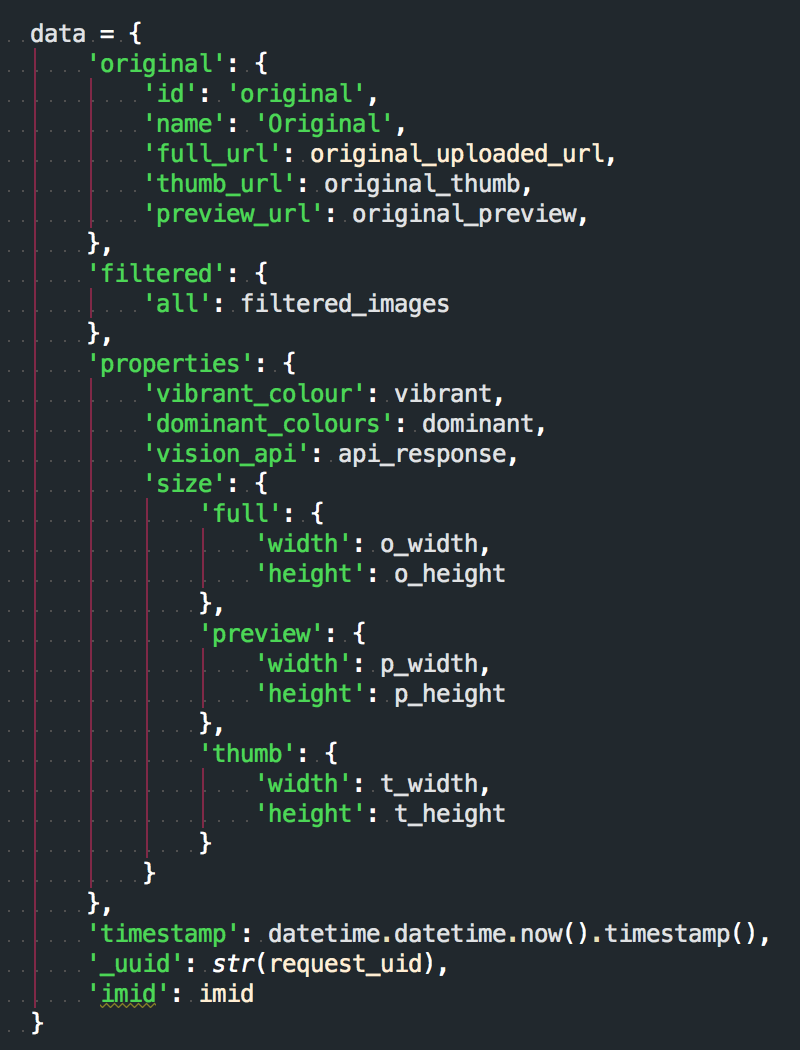 data = {
    'original': {
        'id': 'original',
        'name': 'Original',
        'full_url': original_uploaded_url,
        'thumb_url': original_thumb,
        'preview_url': original_preview,
    },
    'filtered': {
        'all': filtered_images
    },
    'properties': {
        'vibrant_colour': vibrant,
        'dominant_colours': dominant,
        'vision_api': api_response,
        'size': {
            'full': {
                'width': o_width,
                'height': o_height
            },
            'preview': {
                'width': p_width,
                'height': p_height
            },
            'thumb': {
                'width': t_width,
                'height': t_height
            }
        }
    },
    'timestamp': datetime.datetime.now().timestamp(),
    '_uuid': str(request_uid),
    'imid': imid
}